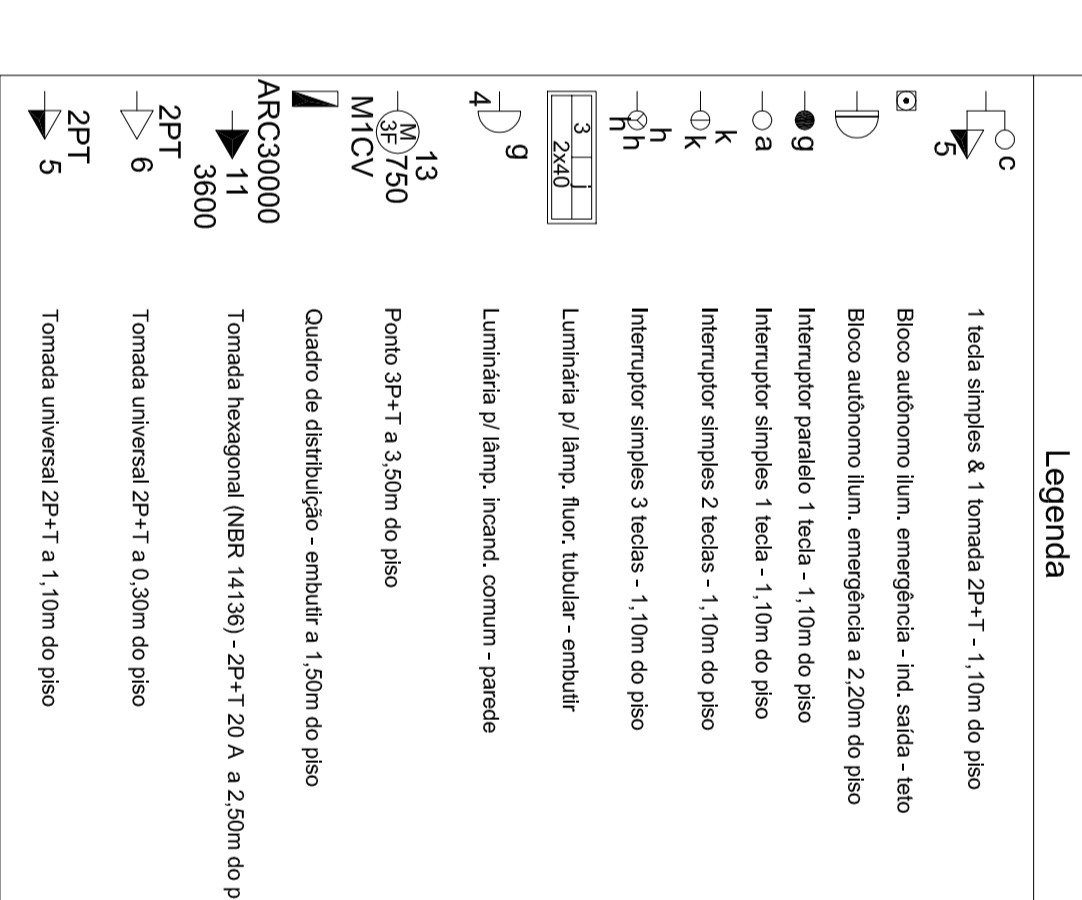 Legenda
c
5
1 tecla simples & 1 tomada 2P+T - 1,10m do piso
Bloco autônomo ilum. emergência - ind. saída - teto
Bloco autônomo ilum. emergência a 2,20m do piso
g
Interruptor paralelo 1 tecla - 1,10m do piso
a
Interruptor simples 1 tecla - 1,10m do piso
k
k
Interruptor simples 2 teclas - 1,10m do piso
h
h
h
Interruptor simples 3 teclas - 1,10m do piso
3 j
2x40
Luminária p/ lâmp. fluor. tubular - embutir
g
4
Luminária p/ lâmp. incand. comum - parede
13
M 3F 750
M1CV
Ponto 3P+T a 3,50m do piso
Quadro de distribuição - embutir a 1,50m do piso
ARC30000
11
3600
Tomada hexagonal (NBR 14136) - 2P+T 20 A a 2,50m do p
2PT
6
Tomada universal 2P+T a 0,30m do piso
2PT
5
Tomada universal 2P+T a 1,10m do piso